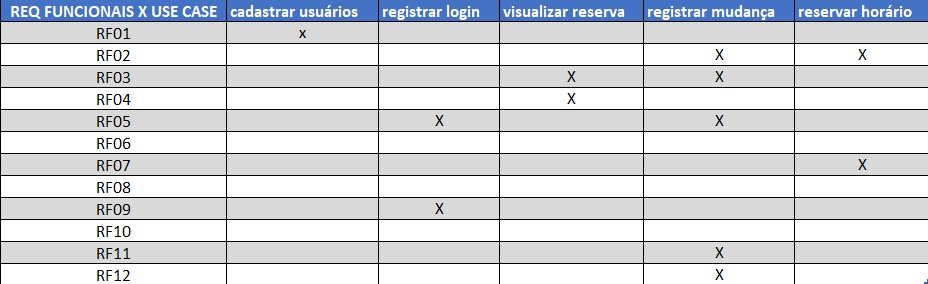 REQ FUNCIONAIS X USE CASE cadastrar usuários registrar login visualizar reserva registrar mudança reservar horário
RF01 x
RF02 X X
RF03 X X
RF04 X
RF05 X X
RF06
RF07 X
RF08
RF09 X
RF10
RF11 X
RF12 X